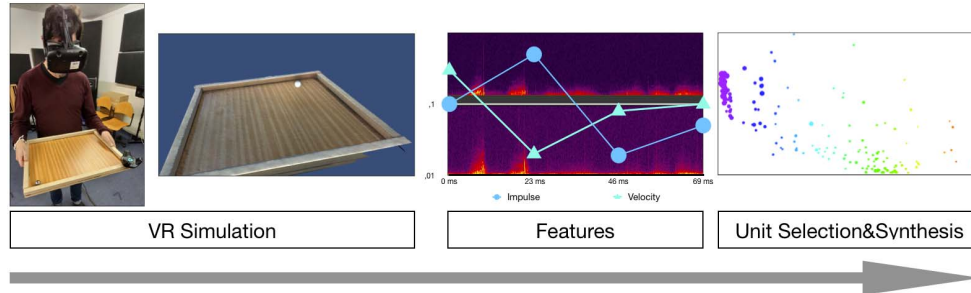 ,1
,01
0 ms 23 ms 46 ms 69 ms
Impulse Velocity
VR Simulation Features Unit Selection&Synthesis